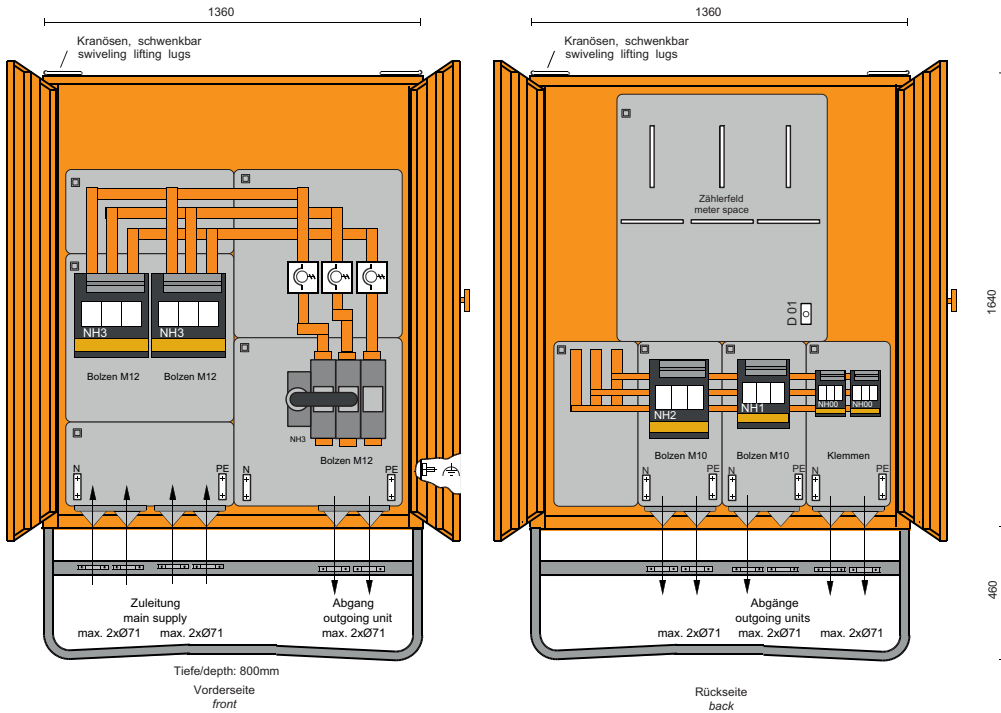 1360
Kranösen, schwenkbar
swiveling lifting lugs
NH3
NH3
Bolzen M12
Bolzen M12
NH3
Bolzen M12
N
PE
N
PE
Zuleitung
main supply
max. 2xØ71
max. 2xØ71
Abgang
outgoing unit
max. 2xØ71
Tiefe/depth: 800mm
Vorderseite
front
1360
Kranösen, schwenkbar
swiveling lifting lugs
Zählerfeld
meter space
D 01
NH2
NH1
NH00
NH00
Bolzen M10
Bolzen M10
Klemmen
N
PE
N
PE
N
PE
Abgänge
outgoing units
max. 2xØ71
max. 2xØ71
max. 2xØ71
Rückseite
back
1640
460